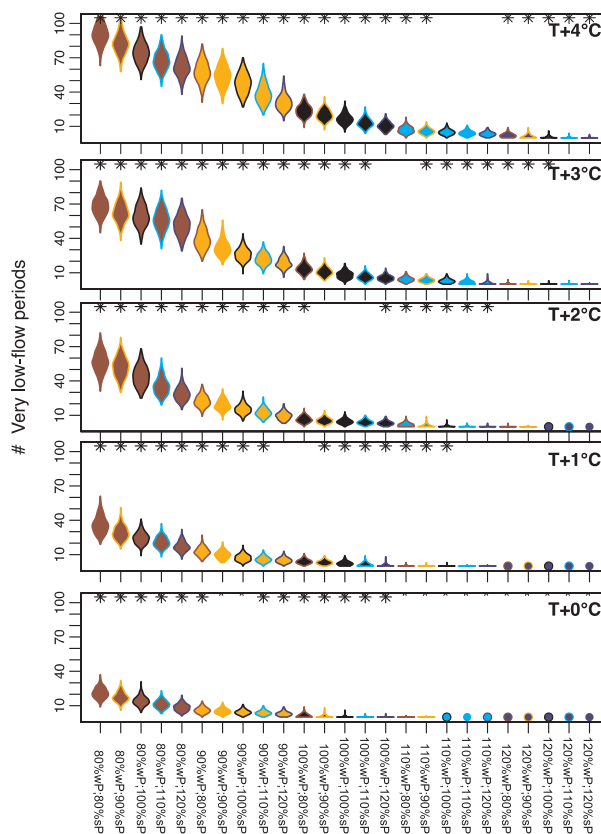 # Very low-flow periods
T+4°C
100
70
40
10
T+3°C
100
70
40
10
T+2°C
100
70
40
10
T+1°C
100
70
40
10
T+0°C
100
70
40
10
80%wP;80%sP
80%wP;90%sP
80%wP;100%sP
80%wP;110%sP
80%wP;120%sP
90%wP;80%sP
90%wP;90%sP
90%wP;100%sP
90%wP;110%sP
90%wP;120%sP
100%wP;80%sP
100%wP;90%sP
100%wP;100%sP
100%wP;110%sP
100%wP;120%sP
110%wP;80%sP
110%wP;90%sP
110%wP;100%sP
110%wP;110%sP
110%wP;120%sP
120%wP;80%sP
120%wP;90%sP
120%wP;100%sP
120%wP;110%sP
120%wP;120%sP